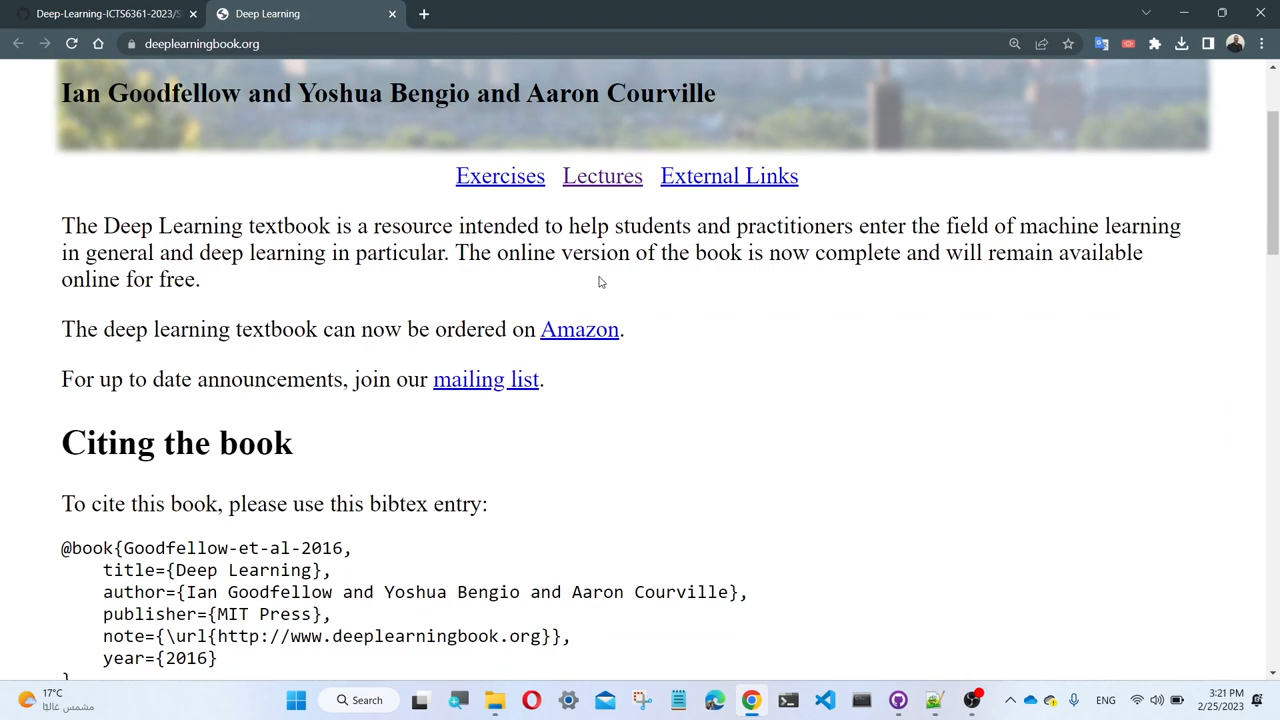 Deep-Learning-ICTS6361-2023/S
Deep Learning
deeplearningbook.org
Ian Goodfellow and Yoshua Bengio and Aaron Courville
Exercises Lectures External Links
The Deep Learning textbook is a resource intended to help students and practitioners enter the field of machine learning
in general and deep learning in particular. The online version of the book is now complete and will remain available
online for free.
The deep learning textbook can now be ordered on Amazon.
For up to date announcements, join our mailing list.
Citing the book
To cite this book, please use this bibtex entry:
@book{Goodfellow-et-al-2016,
title={Deep Learning},
author={Ian Goodfellow and Yoshua Bengio and Aaron Courville},
publisher={MIT Press},
note={\url{http://www.deeplearningbook.org}},
year={2016}
}
17°C
مشمس غالبًا
Search
ENG
3:21 PM
2/25/2023